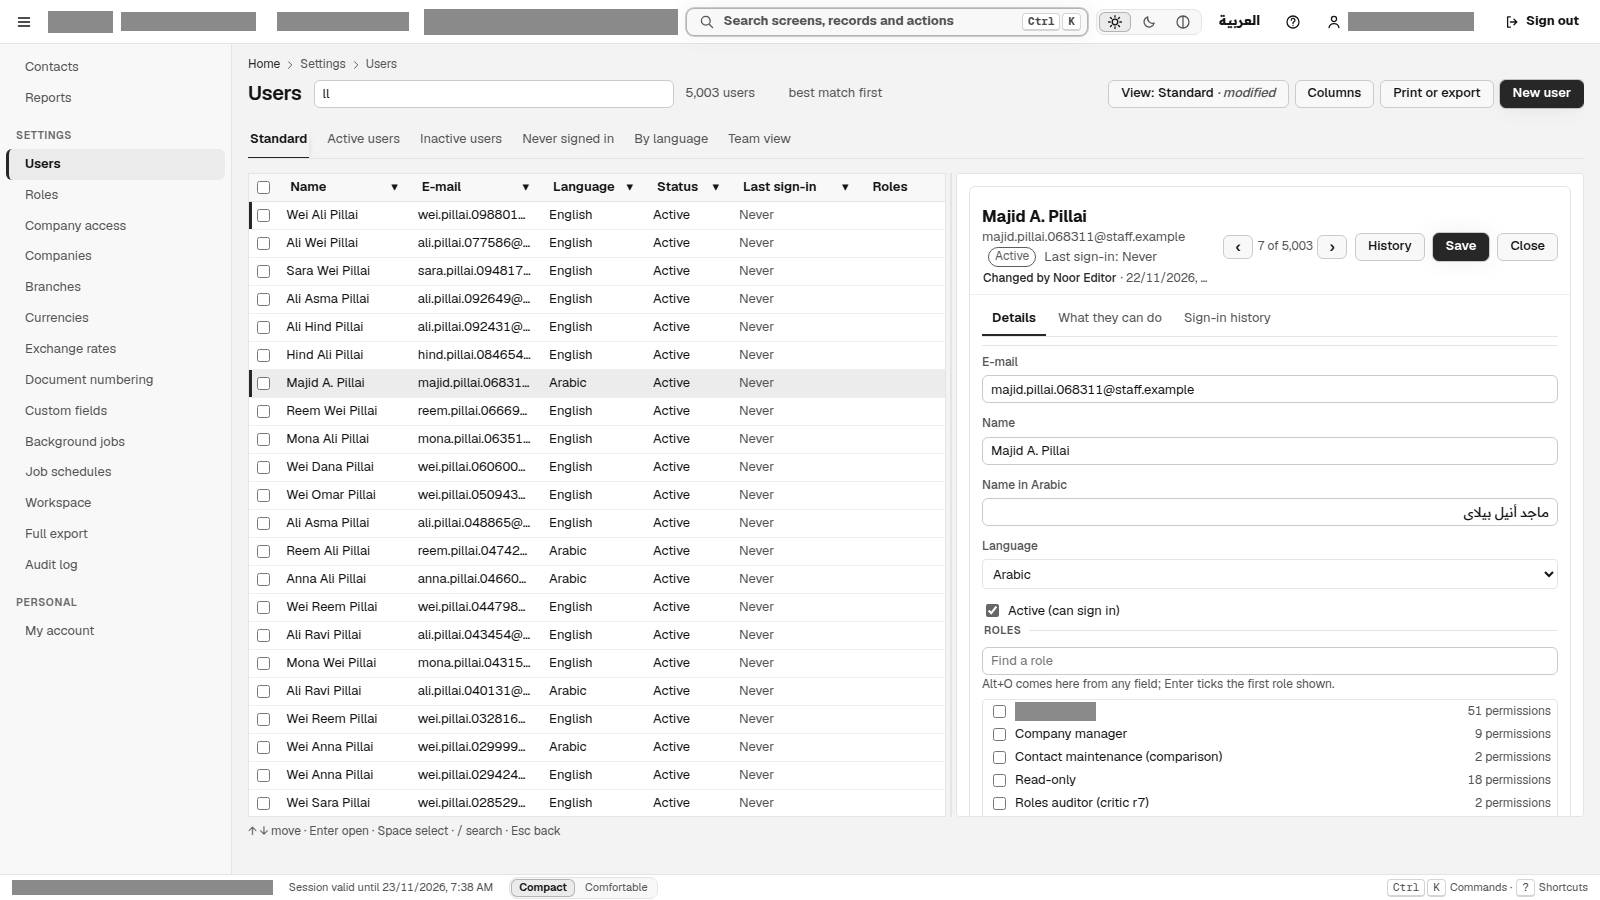 Search screens, records and actions Ctrl K العربية Sign out
Contacts
Reports
SETTINGS
Users
Roles
Company access
Companies
Branches
Currencies
Exchange rates
Document numbering
Custom fields
Background jobs
Job schedules
Workspace
Full export
Audit log
PERSONAL
My account
Home > Settings > Users
Users ll 5,003 users best match first View: Standard · modified Columns Print or export New user
Standard Active users Inactive users Never signed in By language Team view
Name ▼ E-mail ▼ Language ▼ Status ▼ Last sign-in ▼ Roles
Wei Ali Pillai wei.pillai.098801... English Active Never
Ali Wei Pillai ali.pillai.077586@... English Active Never
Sara Wei Pillai sara.pillai.094817... English Active Never
Ali Asma Pillai ali.pillai.092649@... English Active Never
Ali Hind Pillai ali.pillai.092431@... English Active Never
Hind Ali Pillai hind.pillai.084654... English Active Never
Majid A. Pillai majid.pillai.06831... Arabic Active Never
Reem Wei Pillai reem.pillai.06669... English Active Never
Mona Ali Pillai mona.pillai.06351... English Active Never
Wei Dana Pillai wei.pillai.060600... English Active Never
Wei Omar Pillai wei.pillai.050943... English Active Never
Ali Asma Pillai ali.pillai.048865@... English Active Never
Reem Ali Pillai reem.pillai.04742... Arabic Active Never
Anna Ali Pillai anna.pillai.04660... Arabic Active Never
Wei Reem Pillai wei.pillai.044798... English Active Never
Ali Ravi Pillai ali.pillai.043454@... English Active Never
Mona Wei Pillai mona.pillai.04315... English Active Never
Ali Ravi Pillai ali.pillai.040131@... Arabic Active Never
Wei Reem Pillai wei.pillai.032816... English Active Never
Wei Anna Pillai wei.pillai.029999... Arabic Active Never
Wei Anna Pillai wei.pillai.029424... English Active Never
Wei Sara Pillai wei.pillai.028529... English Active Never
↑ ↓ move · Enter open · Space select · / search · Esc back
Majid A. Pillai
majid.pillai.068311@staff.example
Active Last sign-in: Never
Changed by Noor Editor · 22/11/2026, ...
‹ 7 of 5,003 › History Save Close
Details What they can do Sign-in history
E-mail
majid.pillai.068311@staff.example
Name
Majid A. Pillai
Name in Arabic
ماجد أنيل بيلاي
Language
Arabic
Active (can sign in)
ROLES
Find a role
Alt+O comes here from any field; Enter ticks the first role shown.
51 permissions
Company manager 9 permissions
Contact maintenance (comparison) 2 permissions
Read-only 18 permissions
Roles auditor (critic r7) 2 permissions
Session valid until 23/11/2026, 7:38 AM Compact Comfortable Ctrl K Commands · ? Shortcuts